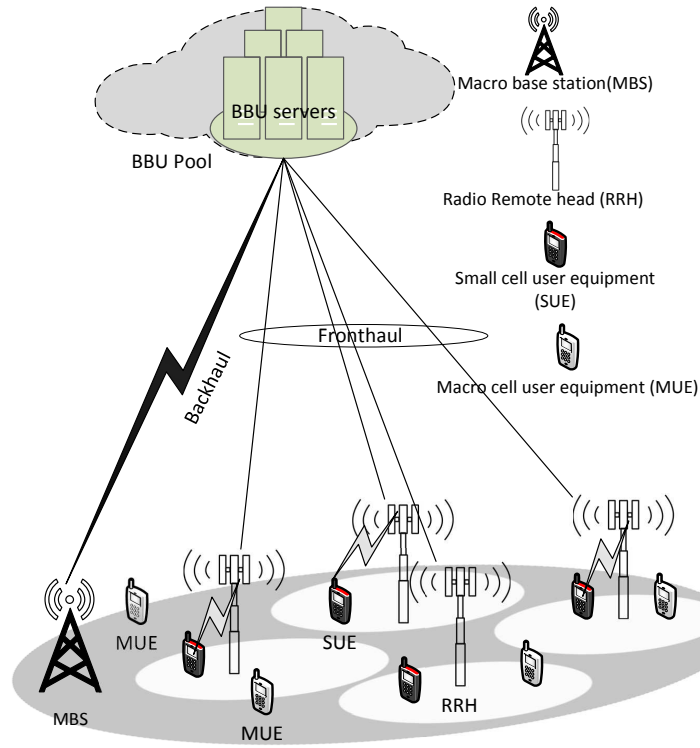 BBU servers
BBU Pool
Macro base station(MBS)
Radio Remote head (RRH)
Small cell user equipment
(SUE)
Macro cell user equipment (MUE)
Fronthaul
Backhaul
MUE
SUE
MBS
MUE
RRH